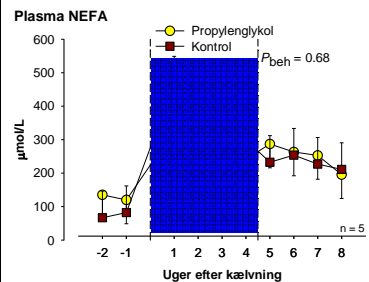 Plasma NEFA
Propylenglykol
Kontrol
P beh = 0.68
µmol/L
600
500
400
300
200
100
0
n = 5
-2 -1 1 2 3 4 5 6 7 8
Uger efter kælvning